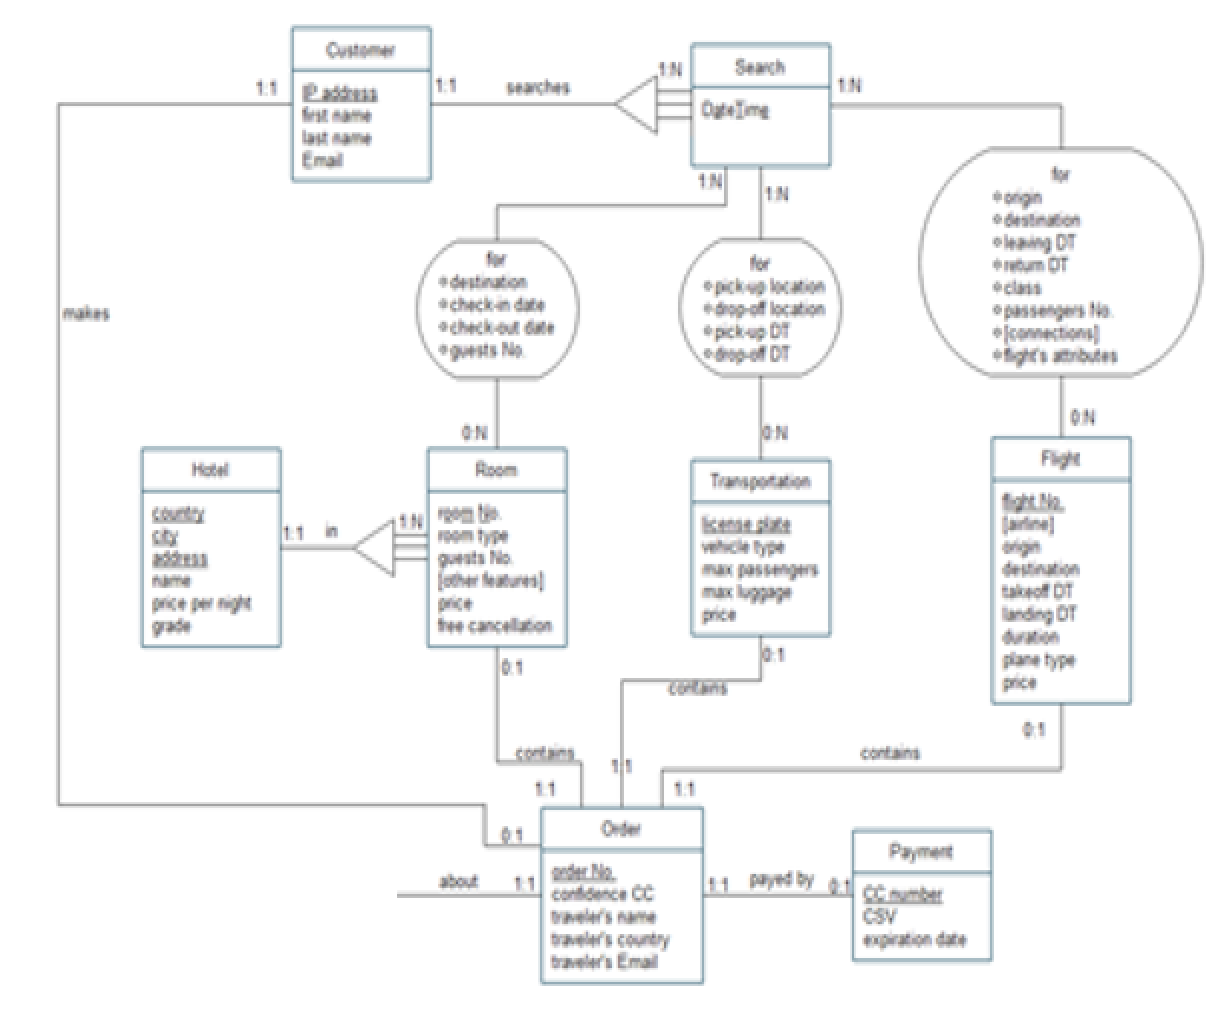 Customer
IP address
first name
last name
Email
1:1
1:1
searches
1:N
Search
DateTime
1:N
1:N
1:N
for
destination
check-in date
check-out date
guests No.
for
pick-up location
drop-off location
pick-up DT
drop-off DT
for
origin
destination
leaving DT
return DT
class
passengers No.
[connections]
flight's attributes
makes
0:N
0:N
0:N
Hotel
country
city
address
name
price per night
grade
1:1
in
1:N
Room
room No.
room type
guests No.
[other features]
price
free cancellation
Transportation
license plate
vehicle type
max passengers
max luggage
price
Flight
flight No.
[airline]
origin
destination
takeoff DT
landing DT
duration
plane type
price
0:1
0:1
0:1
contains
contains
contains
1:1
1:1
1:1
0:1
Order
order No.
confidence CC
traveler's name
traveler's country
traveler's Email
about
1:1
1:1
payed by
0:1
Payment
CC number
CSV
expiration date